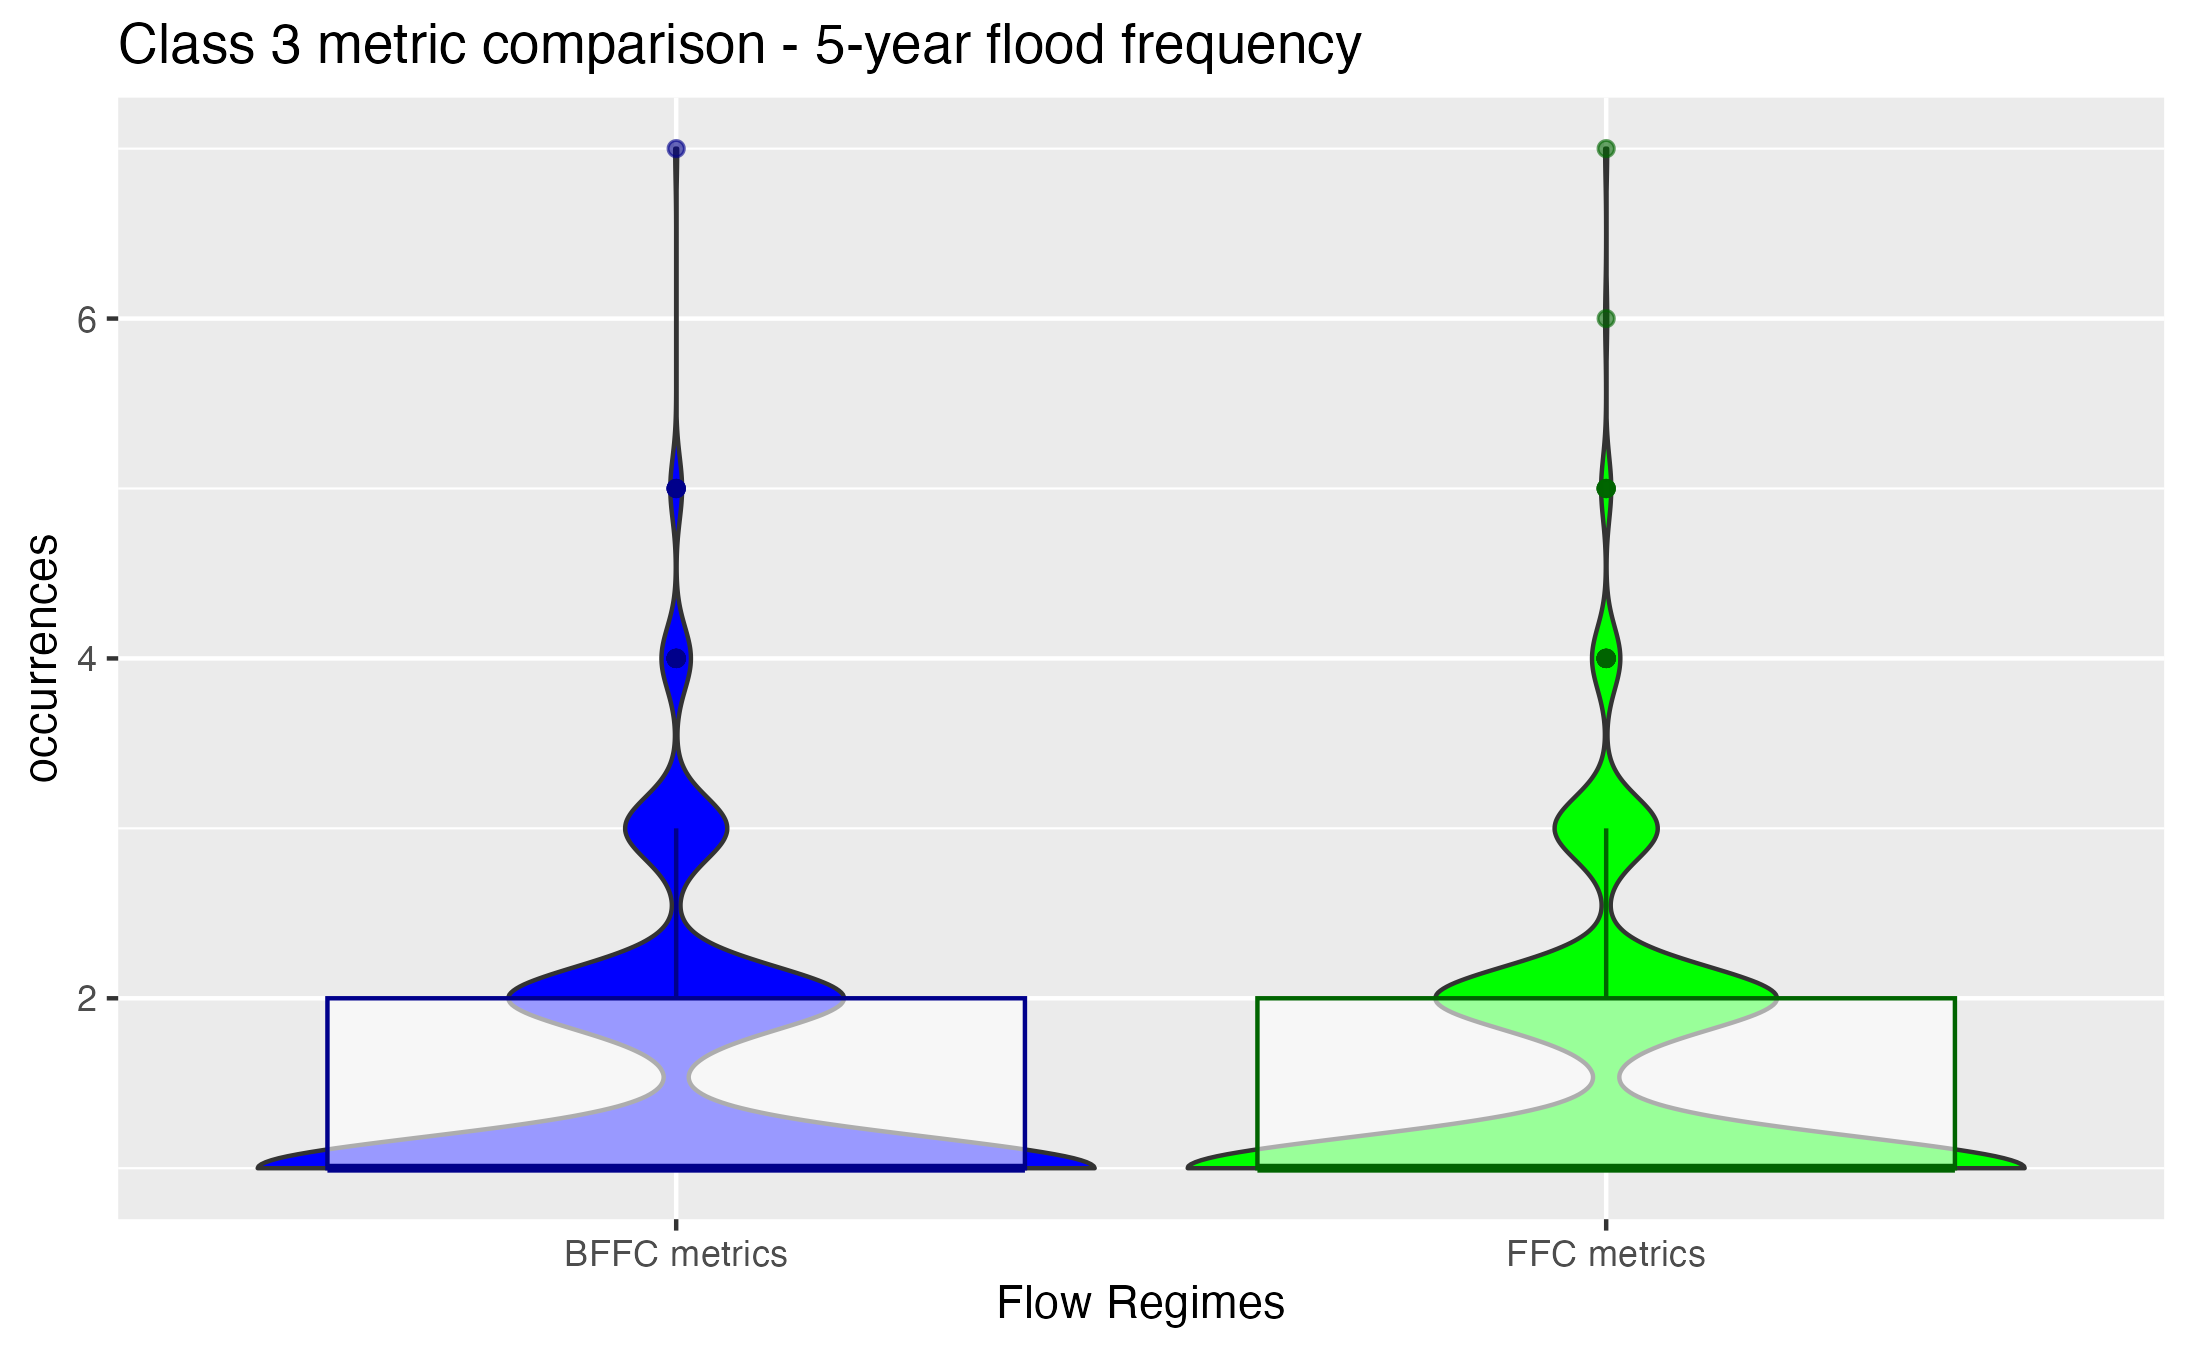 Class 3 metric comparison - 5-year flood frequency
occurrences
6
4
2
BFFC metrics
FFC metrics
Flow Regimes